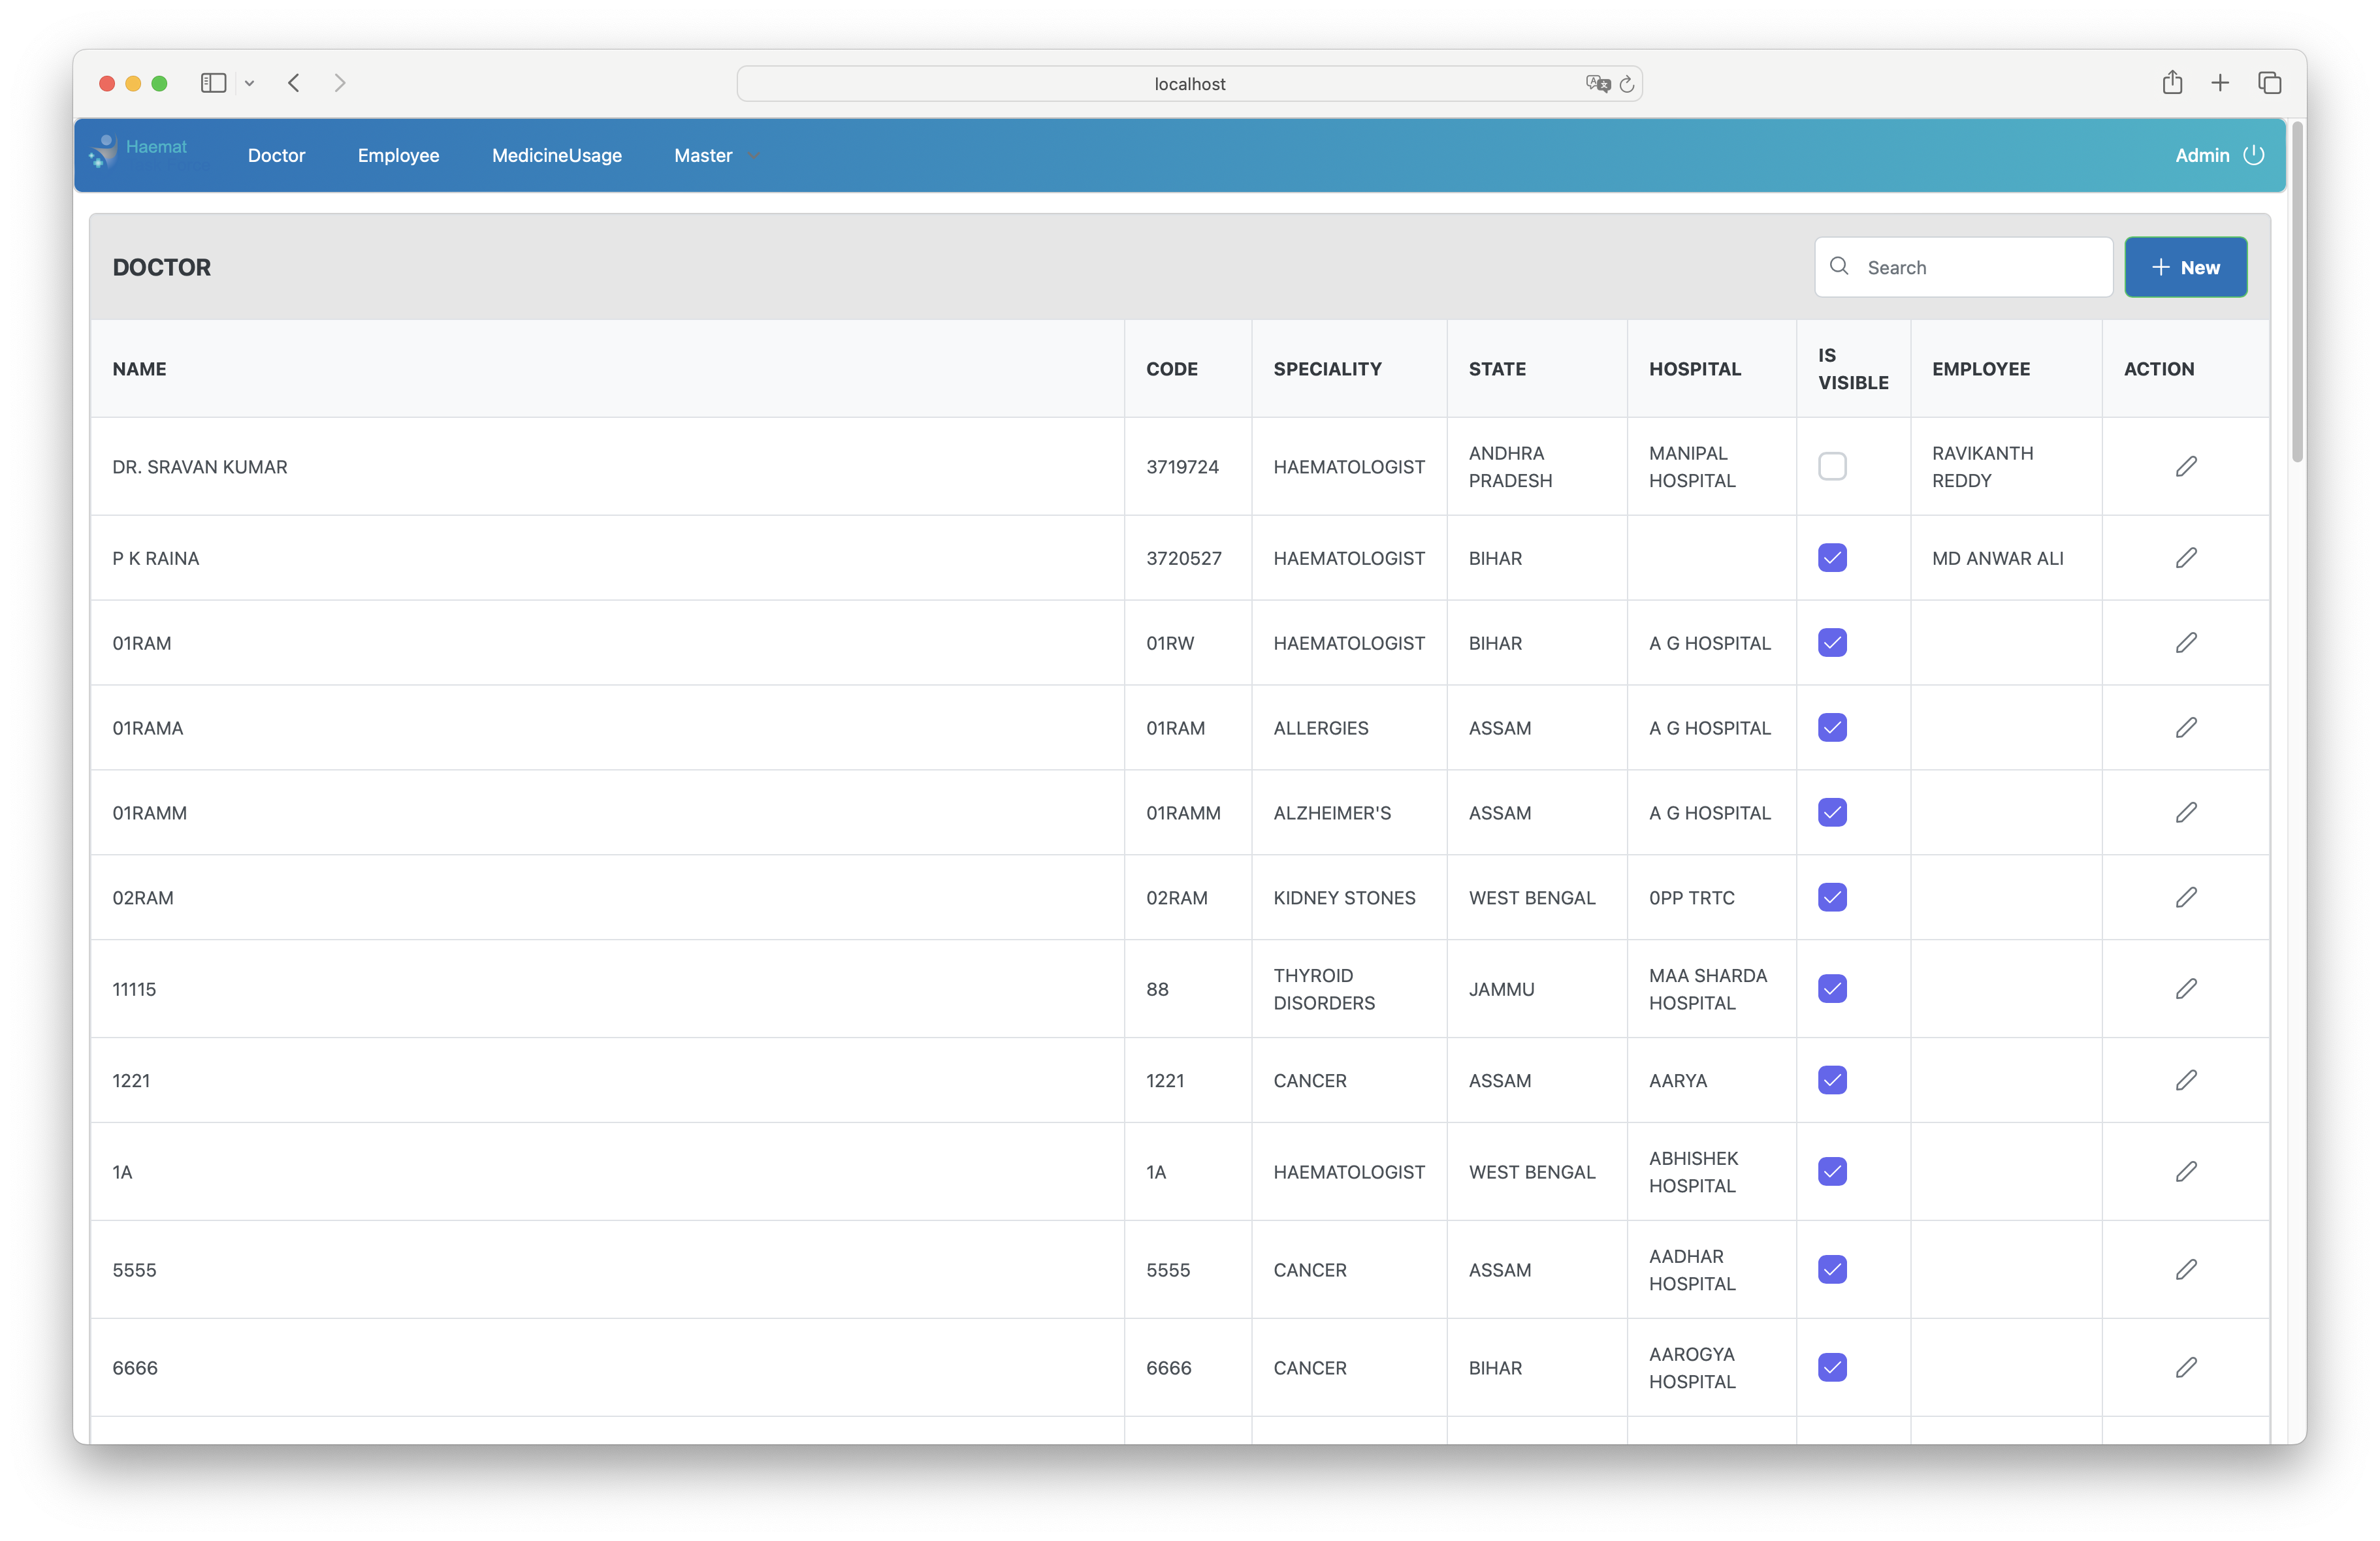 localhost
Haemat
Doctor Employee MedicineUsage Master Admin
DOCTOR Search New
NAME CODE SPECIALITY STATE HOSPITAL IS VISIBLE EMPLOYEE ACTION
DR. SRAVAN KUMAR 3719724 HAEMATOLOGIST ANDHRA PRADESH MANIPAL HOSPITAL RAVIKANTH REDDY
P K RAINA 3720527 HAEMATOLOGIST BIHAR MD ANWAR ALI
01RAM 01RW HAEMATOLOGIST BIHAR A G HOSPITAL
01RAMA 01RAM ALLERGIES ASSAM A G HOSPITAL
01RAMM 01RAMM ALZHEIMER'S ASSAM A G HOSPITAL
02RAM 02RAM KIDNEY STONES WEST BENGAL 0PP TRTC
11115 88 THYROID DISORDERS JAMMU MAA SHARDA HOSPITAL
1221 1221 CANCER ASSAM AARYA
1A 1A HAEMATOLOGIST WEST BENGAL ABHISHEK HOSPITAL
5555 5555 CANCER ASSAM AADHAR HOSPITAL
6666 6666 CANCER BIHAR AAROGYA HOSPITAL